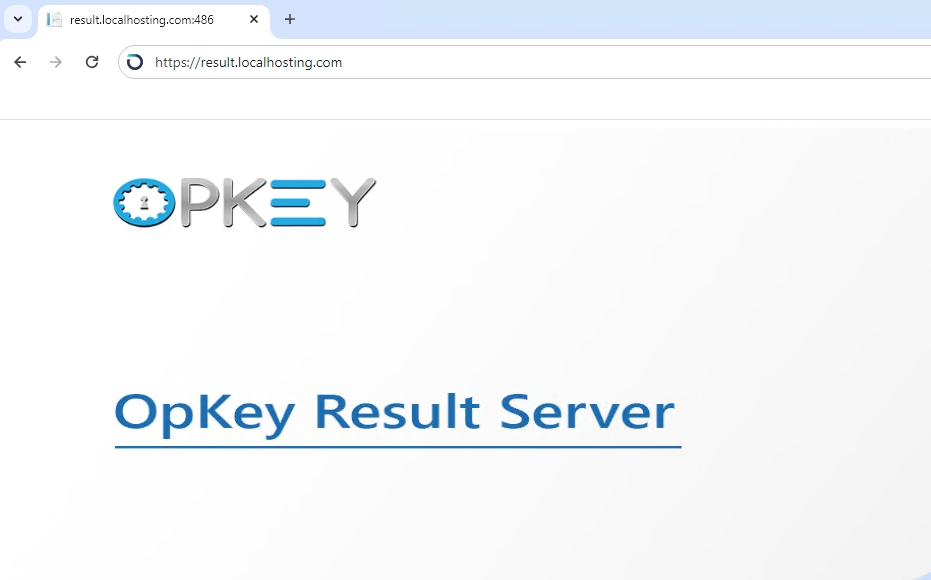 result.localhosting.com:486
https://result.localhosting.com
OPKEY
OpKey Result Server